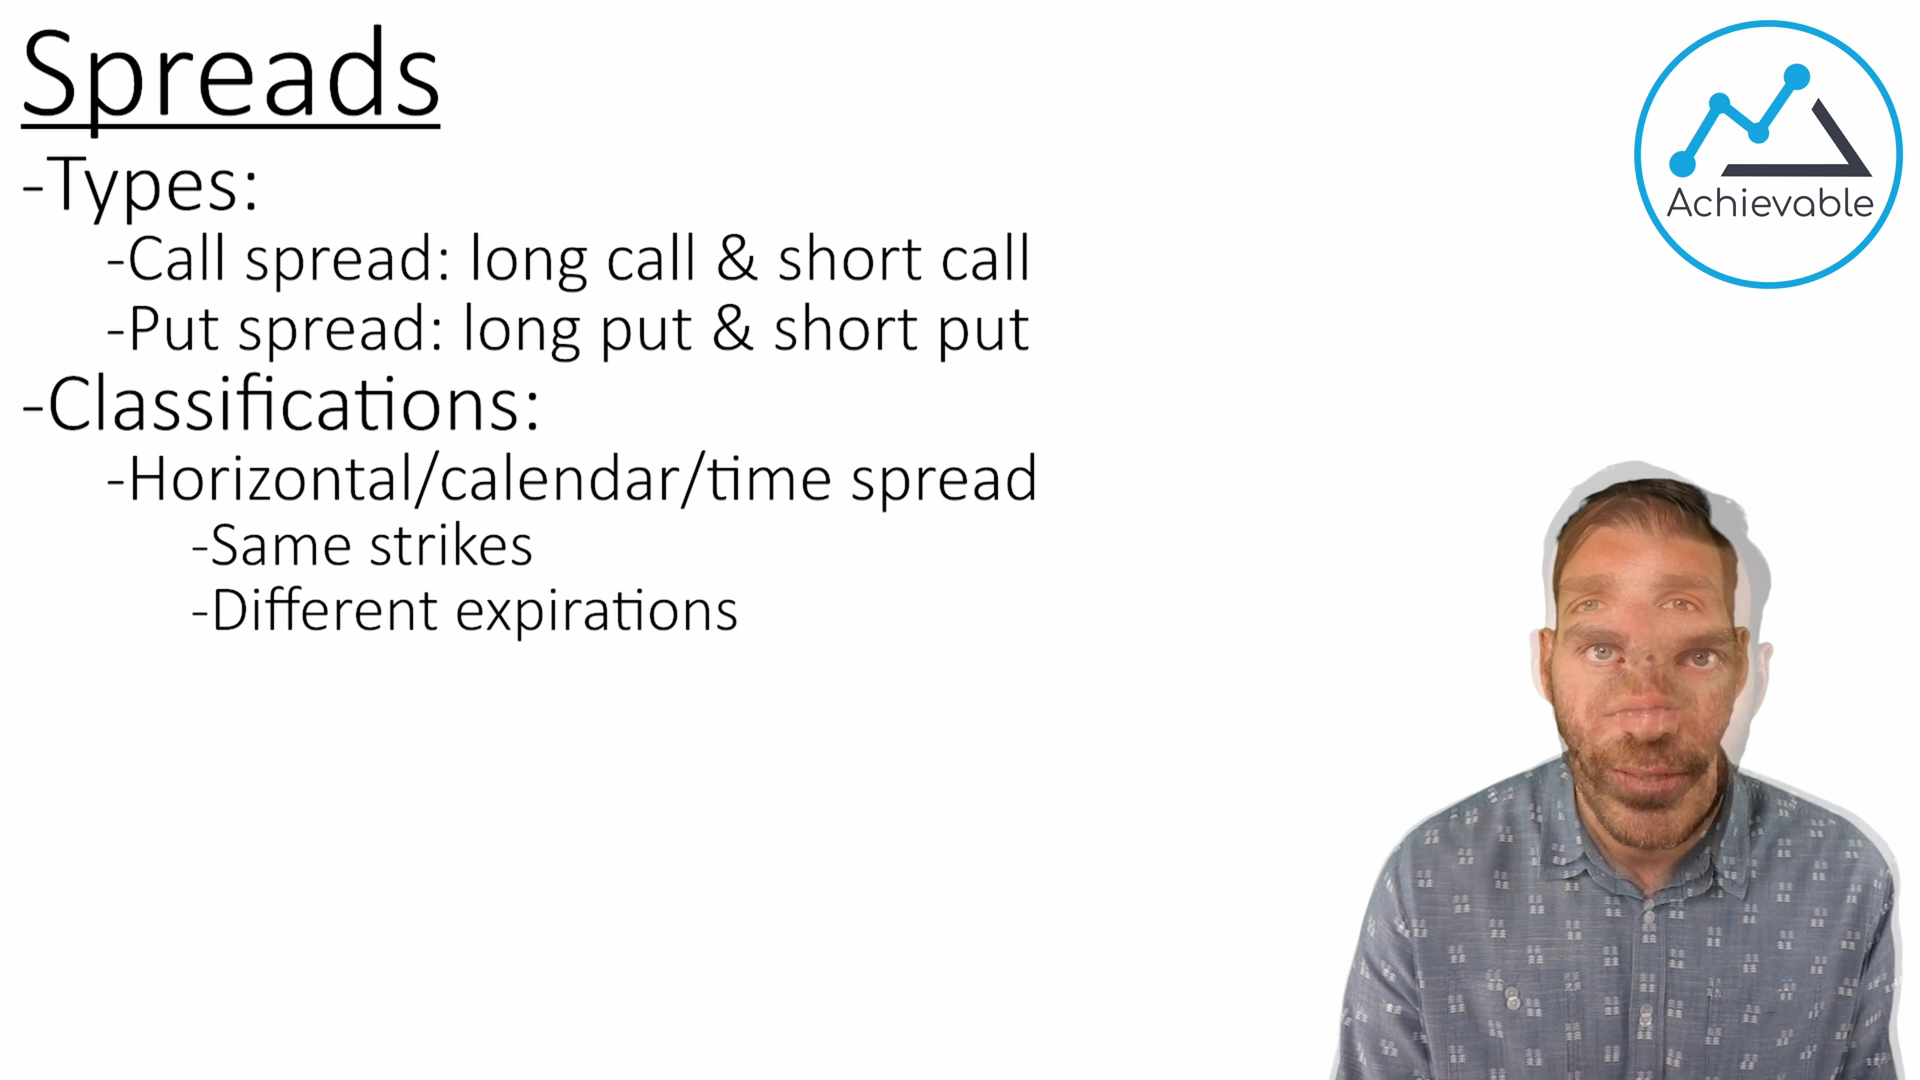 Spreads
-Types:
-Call spread: long call & short call
-Put spread: long put & short put
-Classifications:
-Horizontal/calendar/time spread
-Same strikes
-Different expirations
Achievable